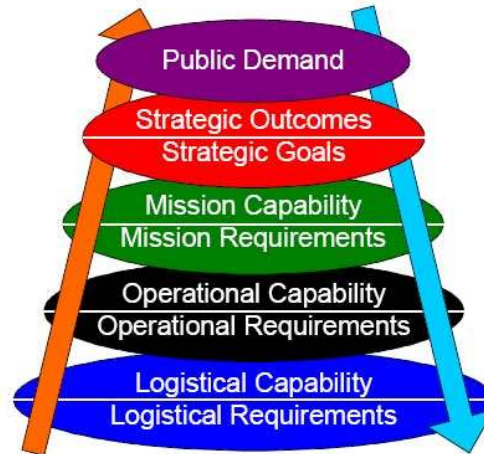 Public Demand
Strategic Outcomes
Strategic Goals
Mission Capability
Mission Requirements
Operational Capability
Operational Requirements
Logistical Capability
Logistical Requirements